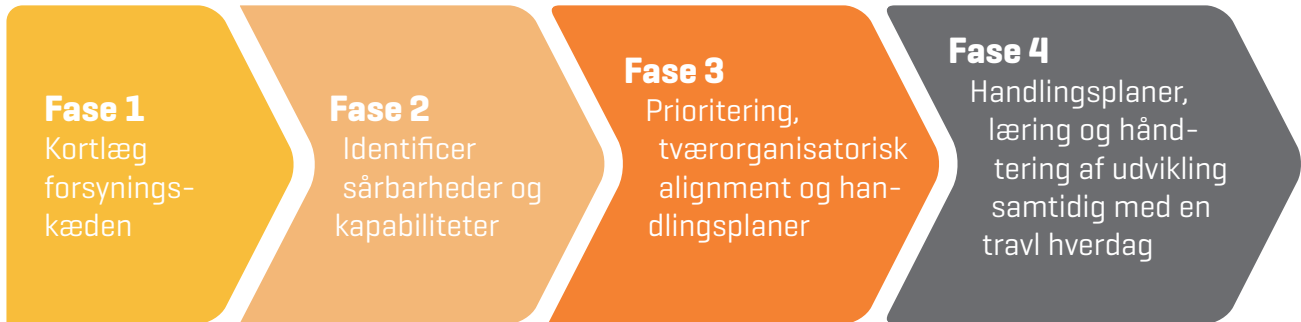 Fase 1
Kortlæg
forsynings-
kæden
Fase 2
Identificer
sårbarheder og
kapabiliteter
Fase 3
Prioritering,
tværorganisatorisk
alignment og han-
dlingsplaner
Fase 4
Handlingsplaner,
læring og hånd-
tering af udvikling
samtidig med en
travl hverdag